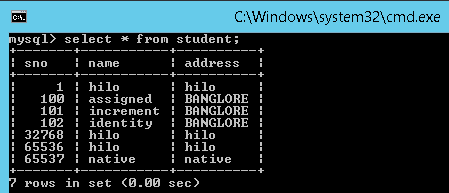 C:\Windows\system32\cmd.exe
mysql> select * from student;
+-------+-----------+----------+
| sno   | name      | address  |
+-------+-----------+----------+
|     1 | hilo      | hilo     |
|   100 | assigned  | BANGLORE |
|   101 | increment | BANGLORE |
|   102 | identity  | BANGLORE |
| 32768 | hilo      | hilo     |
| 65536 | hilo      | hilo     |
| 65537 | native    | native   |
+-------+-----------+----------+
7 rows in set (0.00 sec)